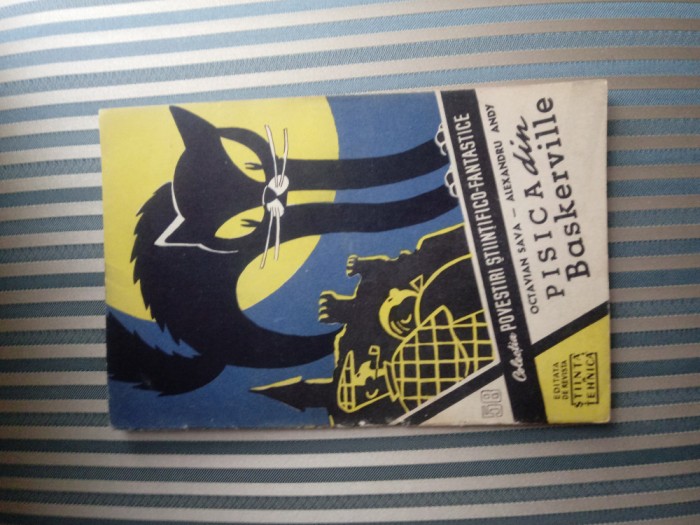 Colecția POVESTIRI ȘTIINȚIFICO-FANTASTICE
OCTAVIAN SAVA – ALEXANDRU ANDY
PISICA din
Baskerville
58
EDITATĂ
DE REVISTA
ȘTIINȚĂ
TEHNICĂ